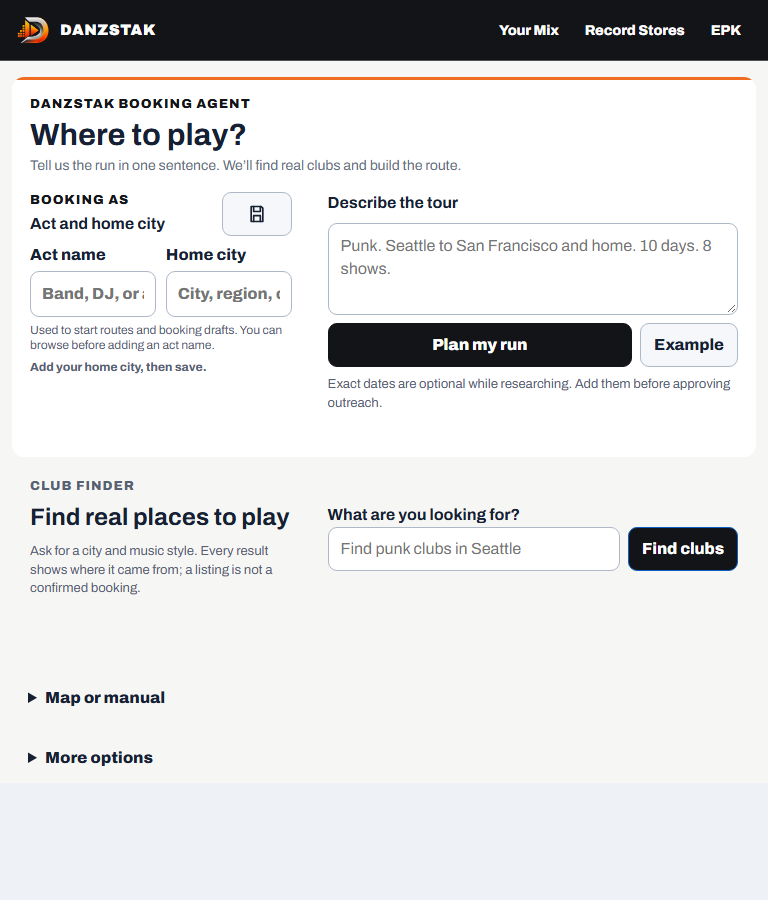 DANZSTAK
Your Mix
Record Stores
EPK
DANZSTAK BOOKING AGENT
Where to play?
Tell us the run in one sentence. We'll find real clubs and build the route.
BOOKING AS
Act and home city
Act name
Home city
Band, DJ, or
City, region,
Used to start routes and booking drafts. You can
browse before adding an act name.
Add your home city, then save.
Describe the tour
Punk. Seattle to San Francisco and home. 10 days. 8
shows.
Plan my run
Example
Exact dates are optional while researching. Add them before approving
outreach.
CLUB FINDER
Find real places to play
Ask for a city and music style. Every result
shows where it came from; a listing is not a
confirmed booking.
What are you looking for?
Find punk clubs in Seattle
Find clubs
Map or manual
More options